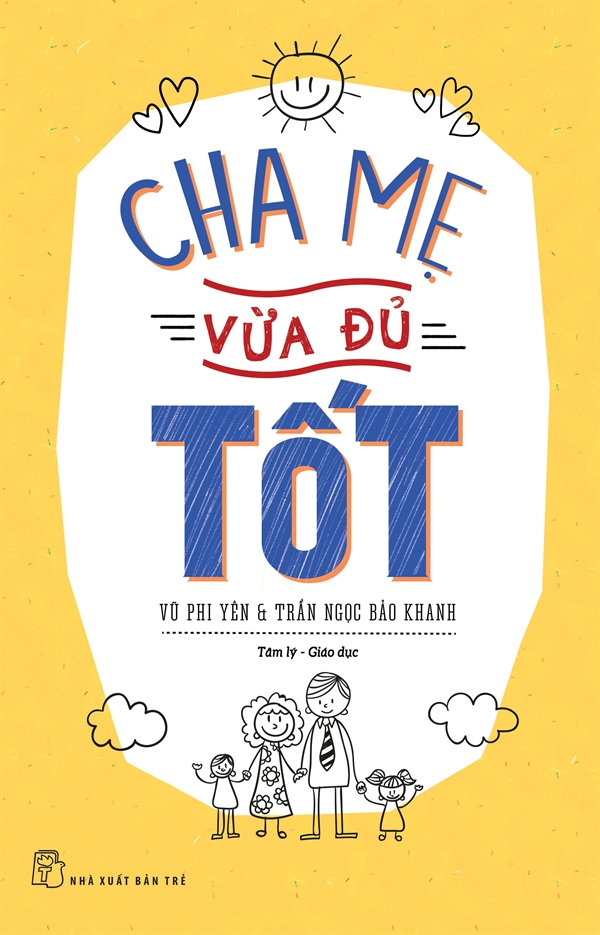 CHA MẸ
VỪA ĐỦ
TỐT
VŨ PHI YÊN & TRẦN NGỌC BẢO KHANH
Tâm lý - Giáo dục
T
NHÀ XUẤT BẢN TRẺ